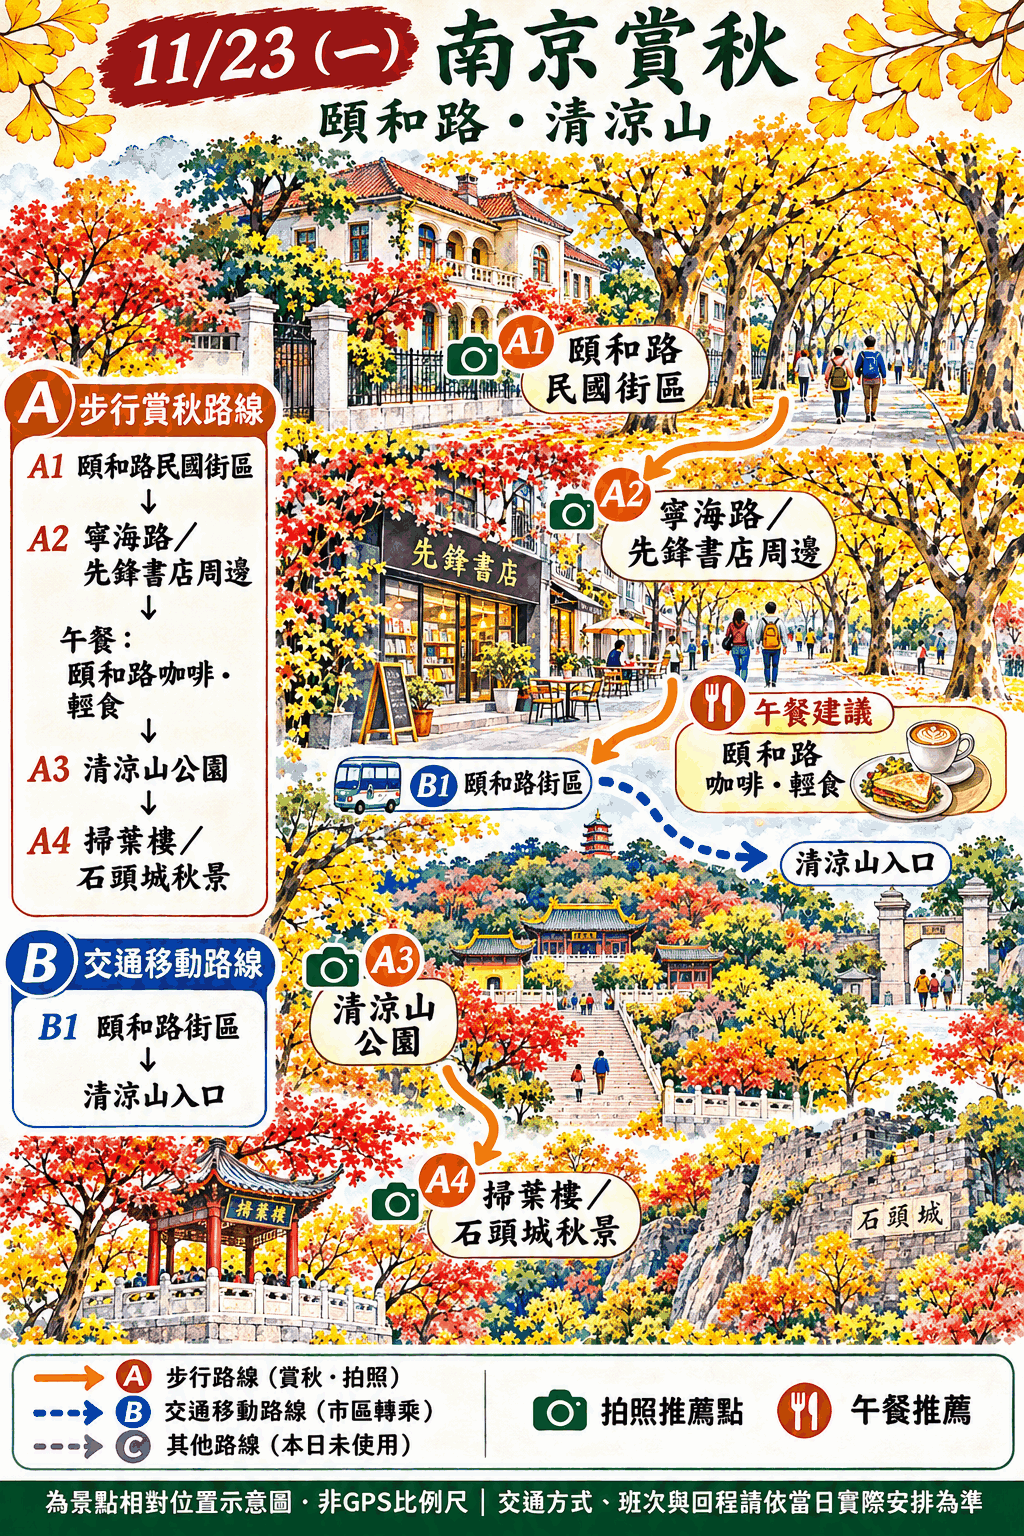 11/23 (一) 南京賞秋
頤和路・清涼山
A1 頤和路
民國街區
A 步行賞秋路線
A1 頤和路民國街區
↓
A2 寧海路／
先鋒書店周邊
↓
午餐：
頤和路咖啡・
輕食
↓
A3 清涼山公園
↓
A4 掃葉樓／
石頭城秋景
A2 寧海路／
先鋒書店周邊
先鋒書店
午餐建議
頤和路
咖啡・輕食
B1 頤和路街區
清涼山入口
B 交通移動路線
B1 頤和路街區
↓
清涼山入口
A3
清涼山
公園
A4 掃葉樓／
石頭城秋景
掃葉樓
石頭城
A 步行路線（賞秋・拍照）
B 交通移動路線（市區轉乘）
C 其他路線（本日未使用）
拍照推薦點
午餐推薦
為景點相對位置示意圖・非GPS比例尺｜交通方式、班次與回程請依當日實際安排為準